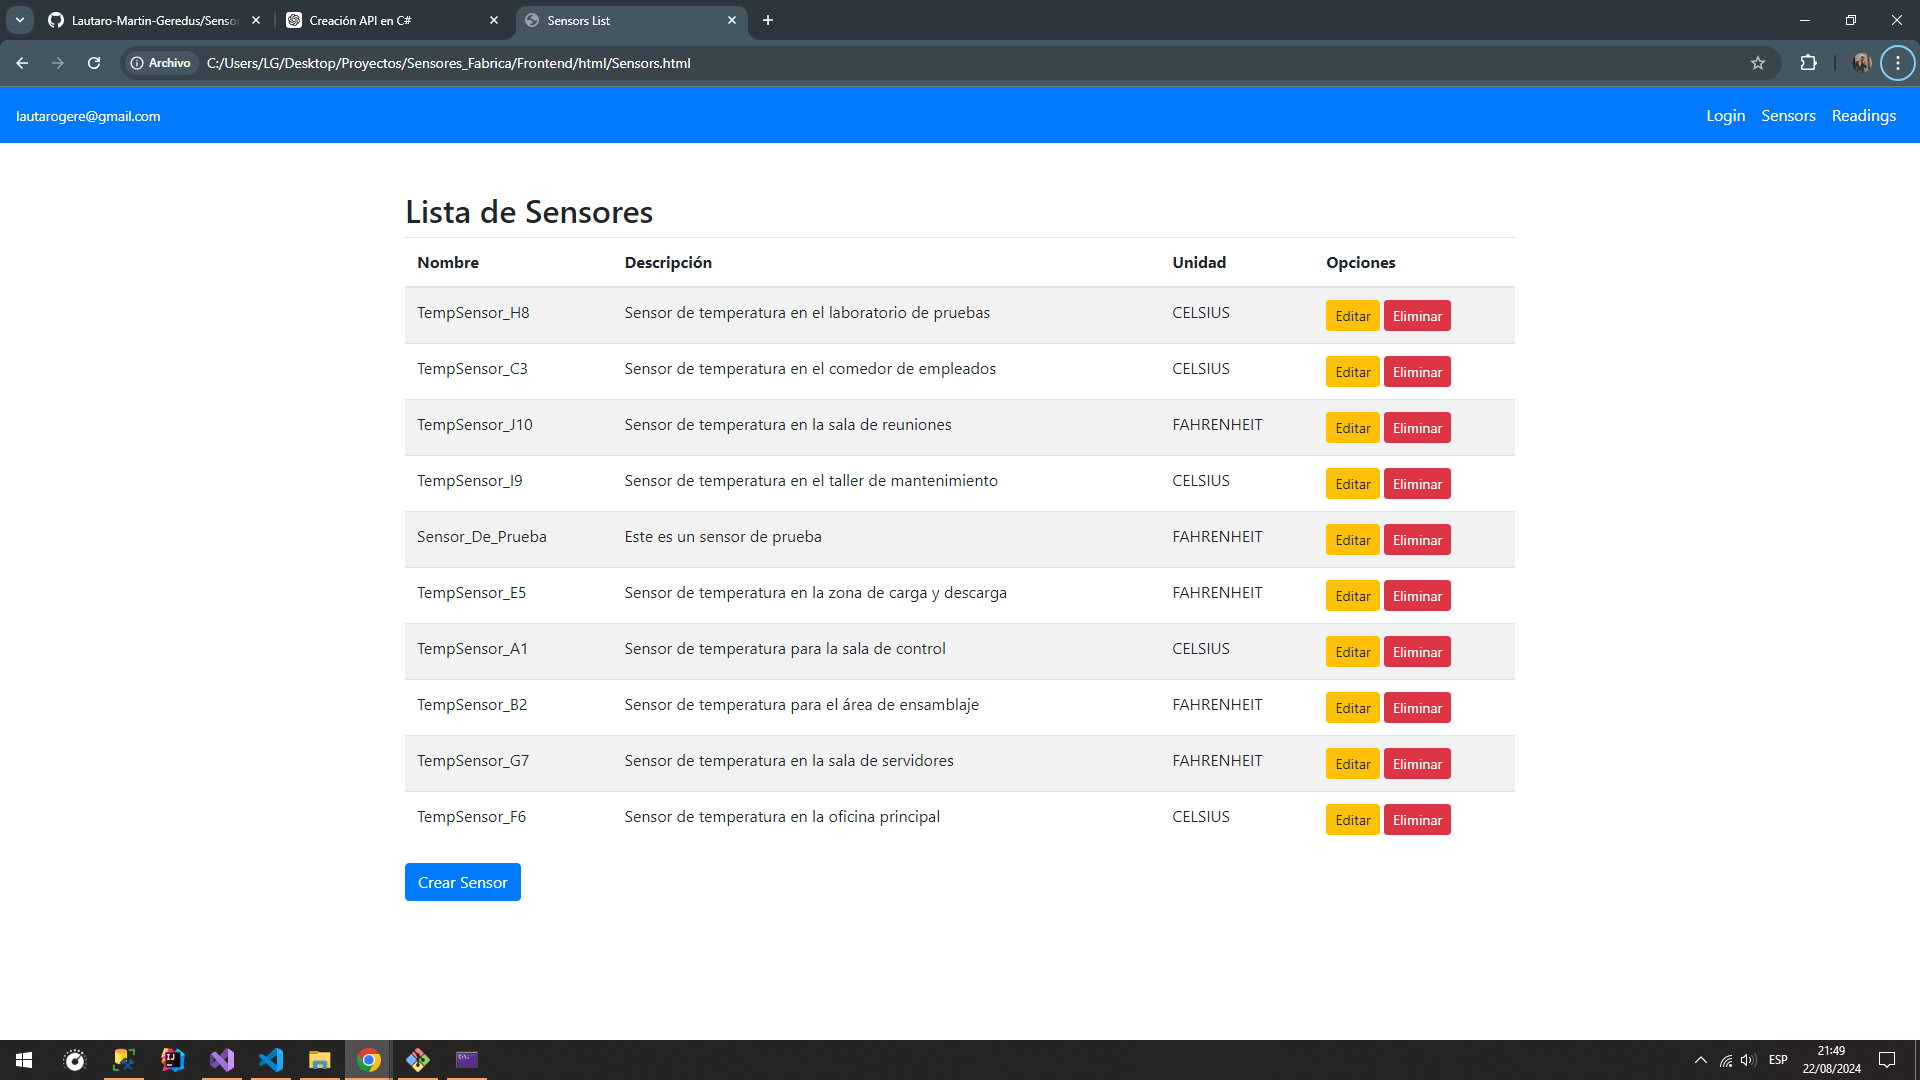 Lautaro-Martin-Geredus/Senso
Creación API en C#
Sensors List
Archivo
C:/Users/LG/Desktop/Proyectos/Sensores_Fabrica/Frontend/html/Sensors.html
lautarogere@gmail.com
Login Sensors Readings
Lista de Sensores
Nombre Descripción Unidad Opciones
TempSensor_H8 Sensor de temperatura en el laboratorio de pruebas CELSIUS Editar Eliminar
TempSensor_C3 Sensor de temperatura en el comedor de empleados CELSIUS Editar Eliminar
TempSensor_J10 Sensor de temperatura en la sala de reuniones FAHRENHEIT Editar Eliminar
TempSensor_I9 Sensor de temperatura en el taller de mantenimiento CELSIUS Editar Eliminar
Sensor_De_Prueba Este es un sensor de prueba FAHRENHEIT Editar Eliminar
TempSensor_E5 Sensor de temperatura en la zona de carga y descarga FAHRENHEIT Editar Eliminar
TempSensor_A1 Sensor de temperatura para la sala de control CELSIUS Editar Eliminar
TempSensor_B2 Sensor de temperatura para el área de ensamblaje FAHRENHEIT Editar Eliminar
TempSensor_G7 Sensor de temperatura en la sala de servidores FAHRENHEIT Editar Eliminar
TempSensor_F6 Sensor de temperatura en la oficina principal CELSIUS Editar Eliminar
Crear Sensor
ESP
21:49
22/08/2024